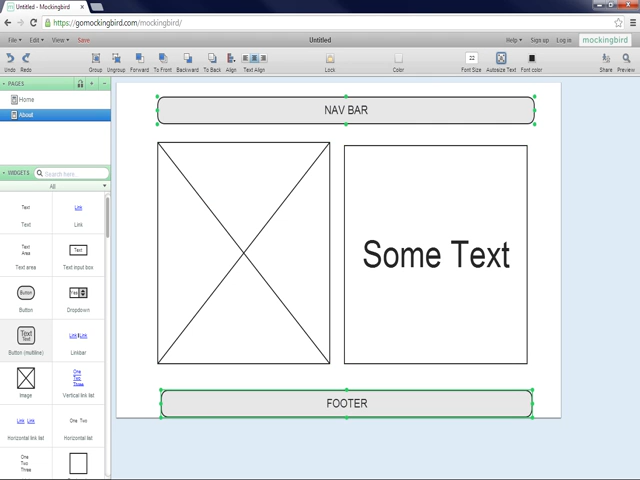 Untitled - Mockingbird
https://gomockingbird.com/mockingbird/
File Edit View Save
Untitled
Help Sign up Log in mockingbird
Undo Redo Group Ungroup Forward To Front Backward To Back Align Text Align Lock Color Font Size Autosize Text Font color Share Preview
22
PAGES
Home
About
WIDGETS
Search here...
All
Text
Text
Link
Link
Text
Area
Text area
Text
Text input box
Button
Button
Dropdown
Text
Text
Button (multiline)
Link | Link
Linkbar
Image
One
Two
Three
Vertical link list
Link Link
Horizontal link list
One Two
Horizontal list
One
Two
Three
NAV BAR
Some Text
FOOTER